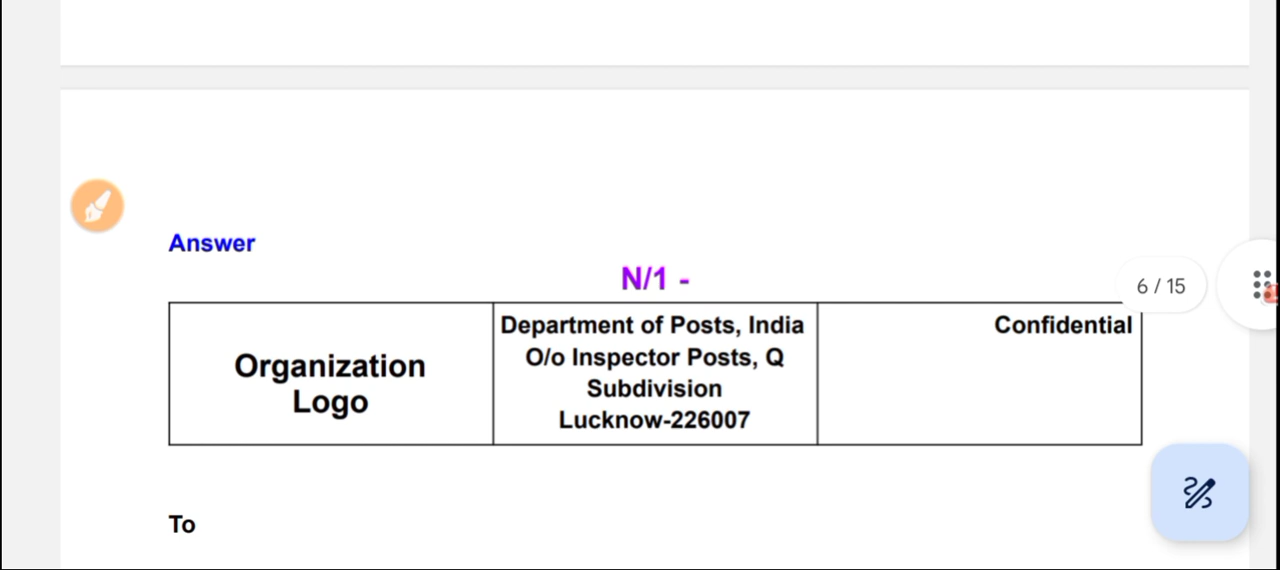 Answer
N/1 -
6 / 15
Organization
Logo
Department of Posts, India
O/o Inspector Posts, Q
Subdivision
Lucknow-226007
Confidential
To